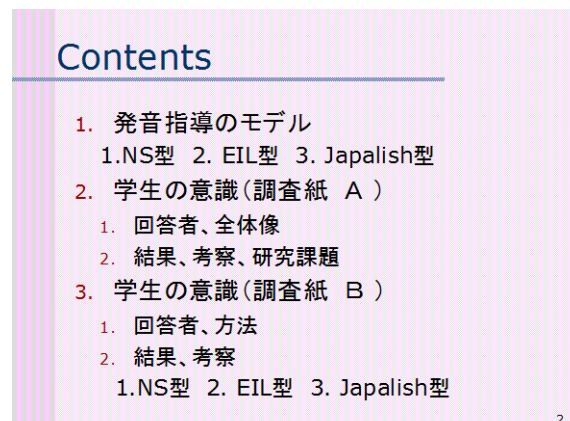 Contents
1. 発音指導のモデル
1.NS型 2. EIL型 3. Japalish型
2. 学生の意識(調査紙 A )
1. 回答者、全体像
2. 結果、考察、研究課題
3. 学生の意識(調査紙 B )
1. 回答者、方法
2. 結果、考察
1.NS型 2. EIL型 3. Japalish型
2